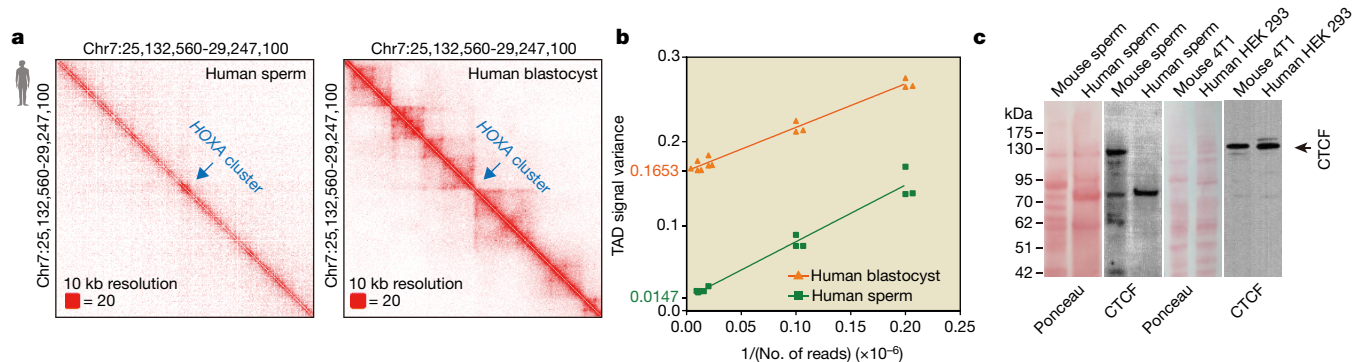 a
Chr7:25,132,560-29,247,100
Chr7:25,132,560-29,247,100
Human sperm
HOXA cluster
10 kb resolution
= 20
Chr7:25,132,560-29,247,100
Chr7:25,132,560-29,247,100
Human blastocyst
HOXA cluster
10 kb resolution
= 20
b
TAD signal variance
0.3
0.2
0.1653
0.1
0.0147
0.0
0.00 0.05 0.10 0.15 0.20 0.25
1/(No. of reads) (×10−6)
Human blastocyst
Human sperm
c
Mouse sperm
Human sperm
Mouse sperm
Human sperm
Mouse 4T1
Human HEK 293
Mouse 4T1
Human HEK 293
kDa
175
130
95
70
62
51
42
CTCF
Ponceau
CTCF
Ponceau
CTCF